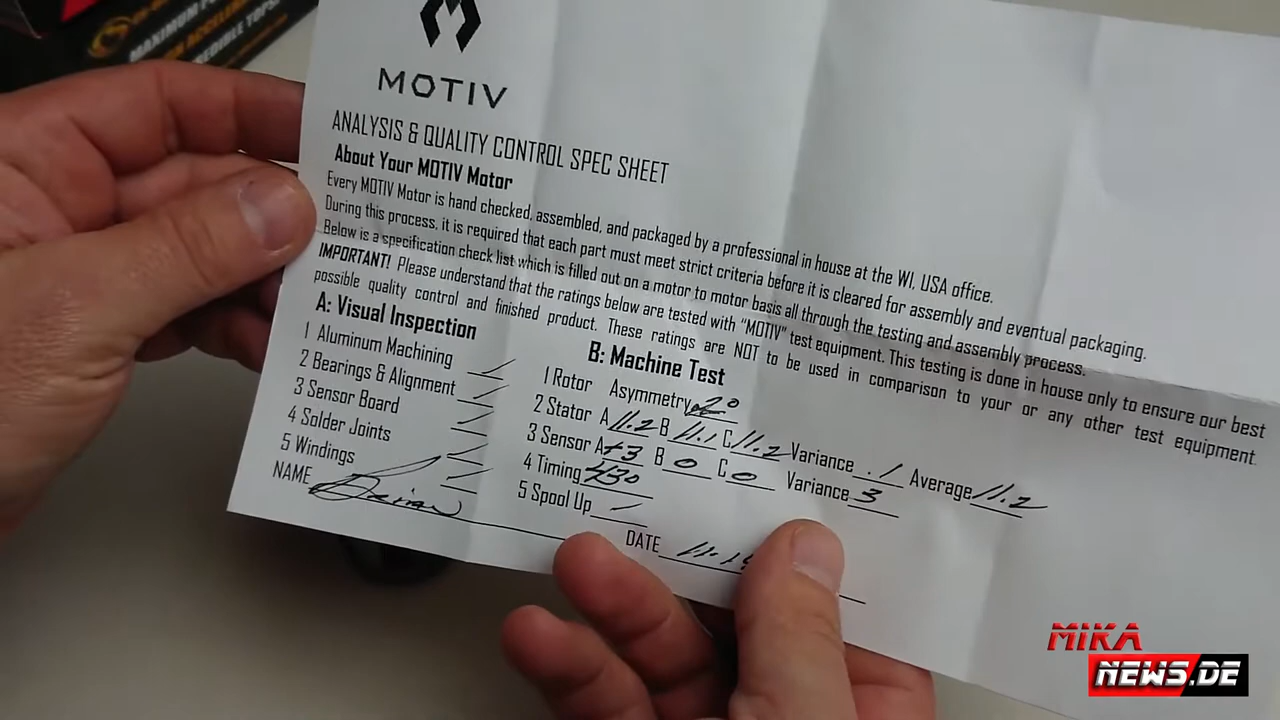 MAXIMUM
ACCELER
CREDIBLE TOPS
MOTIV
ANALYSIS & QUALITY CONTROL SPEC SHEET
About Your MOTIV Motor
Every MOTIV Motor is hand checked, assembled, and packaged by a professional in house at the WI, USA office.
During this process, it is required that each part must meet strict criteria before it is cleared for assembly and eventual packaging.
Below is a specification check list which is filled out on a motor to motor basis all through the testing and assembly process.
IMPORTANT! Please understand that the ratings below are tested with "MOTIV" test equipment. This testing is done in house only to ensure our best
possible quality control and finished product. These ratings are NOT to be used in comparison to your or any other test equipment.
A: Visual Inspection
1 Aluminum Machining
2 Bearings & Alignment
3 Sensor Board
4 Solder Joints
5 Windings
NAME Brian
B: Machine Test
1 Rotor Asymmetry 2°
2 Stator A 11.2 B 11.1 C 11.2 Variance .1 Average 11.2
3 Sensor A +3 B 0 C 0 Variance 3
4 Timing 430
5 Spool Up
DATE
MIKA
NEWS.DE